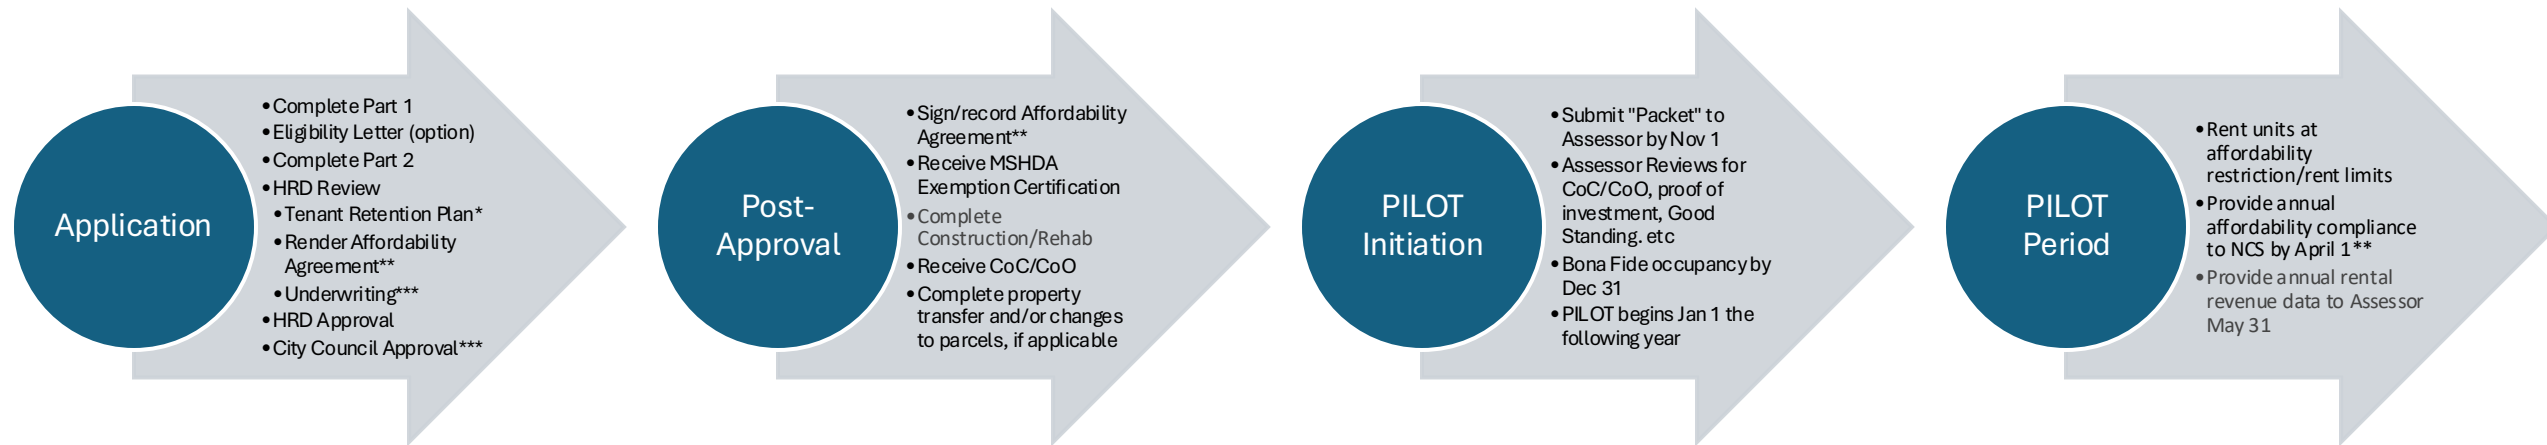 Application
•Complete Part 1
•Eligibility Letter (option)
•Complete Part 2
•HRD Review
•Tenant Retention Plan*
•Render Affordability
Agreement**
•Underwriting***
•HRD Approval
•City Council Approval***
Post-
Approval
•Sign/record Affordability
Agreement**
•Receive MSHDA
Exemption Certification
•Complete
Construction/Rehab
•Receive CoC/CoO
•Complete property
transfer and/or changes
to parcels, if applicable
PILOT
Initiation
•Submit "Packet" to
Assessor by Nov 1
•Assessor Reviews for
CoC/CoO, proof of
investment, Good
Standing. etc
•Bona Fide occupancy by
Dec 31
•PILOT begins Jan 1 the
following year
PILOT
Period
•Rent units at
affordability
restriction/rent limits
•Provide annual
affordability compliance
to NCS by April 1**
•Provide annual rental
revenue data to Assessor
May 31